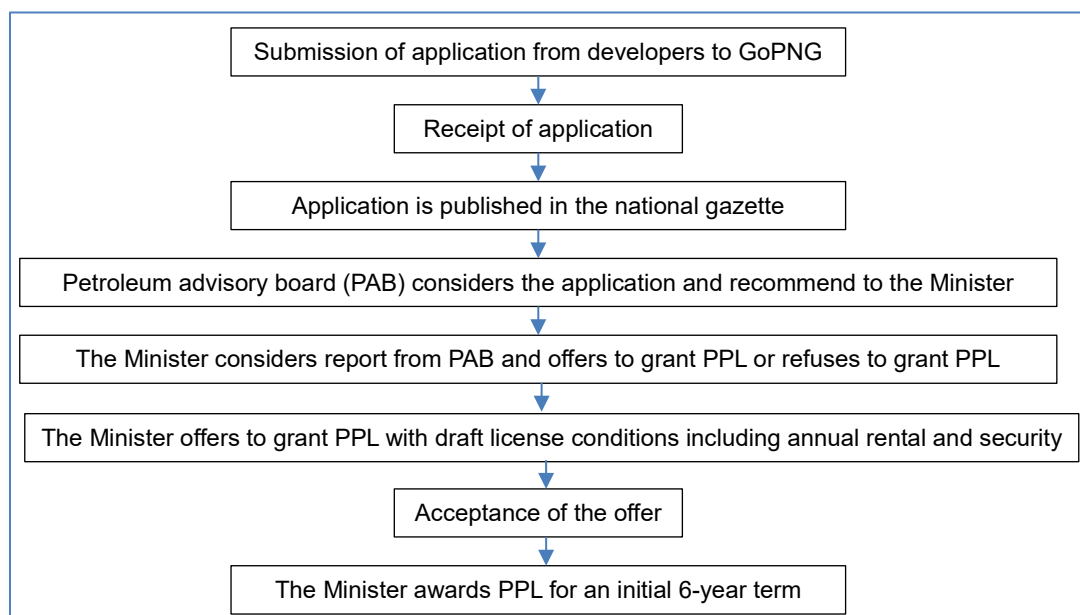 Submission of application from developers to GoPNG
Receipt of application
Application is published in the national gazette
Petroleum advisory board (PAB) considers the application and recommend to the Minister
The Minister considers report from PAB and offers to grant PPL or refuses to grant PPL
The Minister offers to grant PPL with draft license conditions including annual rental and security
Acceptance of the offer
The Minister awards PPL for an initial 6-year term